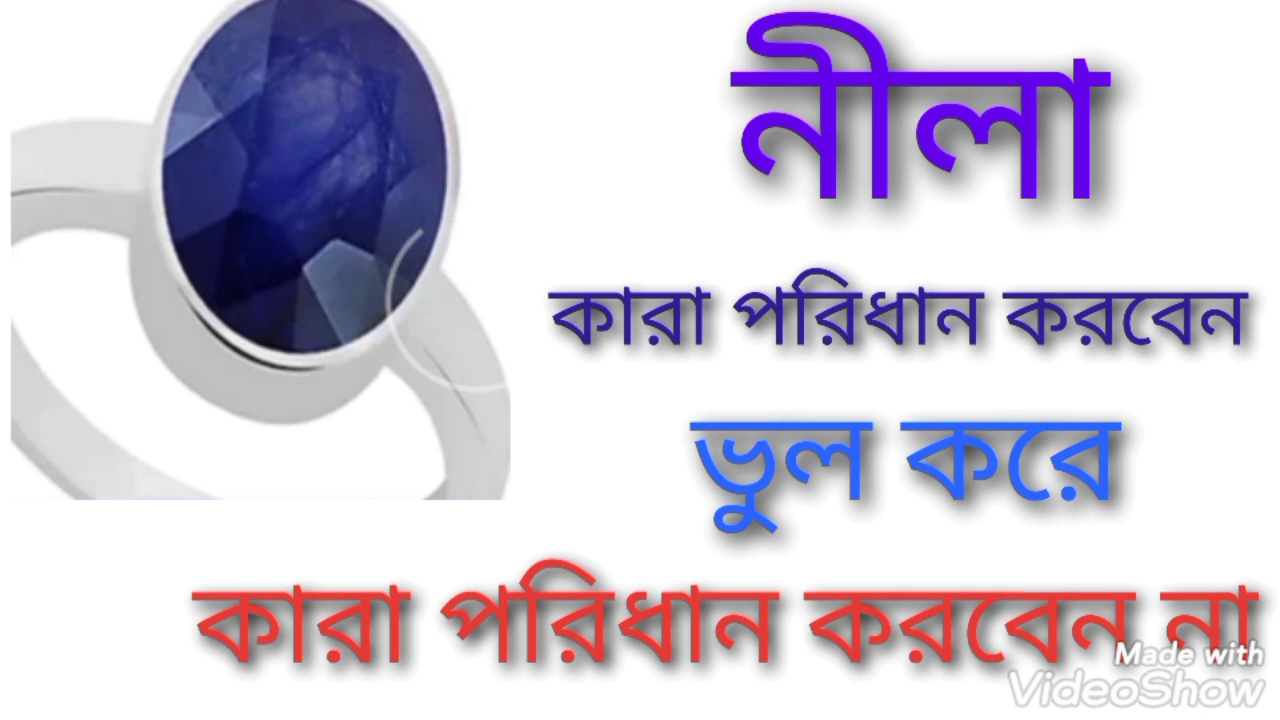 নীলা
কারা পরিধান করবেন
ভুল করে
কারা পরিধান করবেন না
Made with
VideoShow